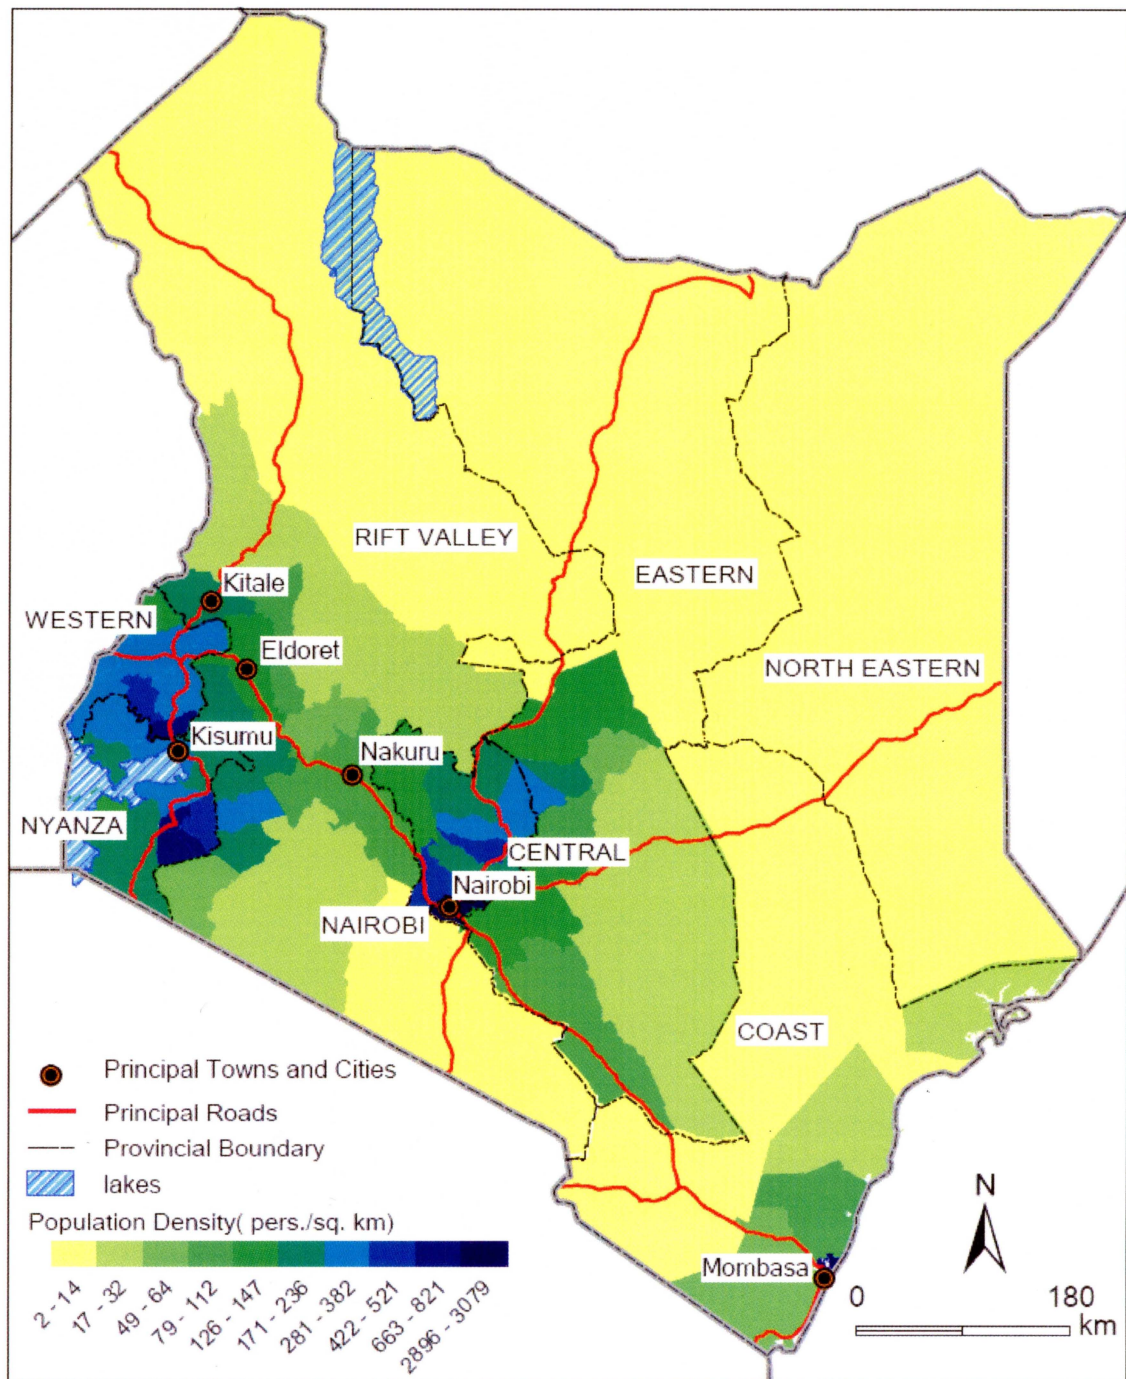 RIFT VALLEY
EASTERN
Kitale
WESTERN
Eldoret
NORTH EASTERN
Kisumu
Nakuru
NYANZA
CENTRAL
Nairobi
NAIROBI
COAST
Principal Towns and Cities
Principal Roads
Provincial Boundary
lakes
Population Density( pers./sq. km)
2 - 14
17 - 32
49 - 64
79 - 112
126 - 147
171 - 236
281 - 382
422 - 521
663 - 821
2896 - 3079
N
Mombasa
0 180
km